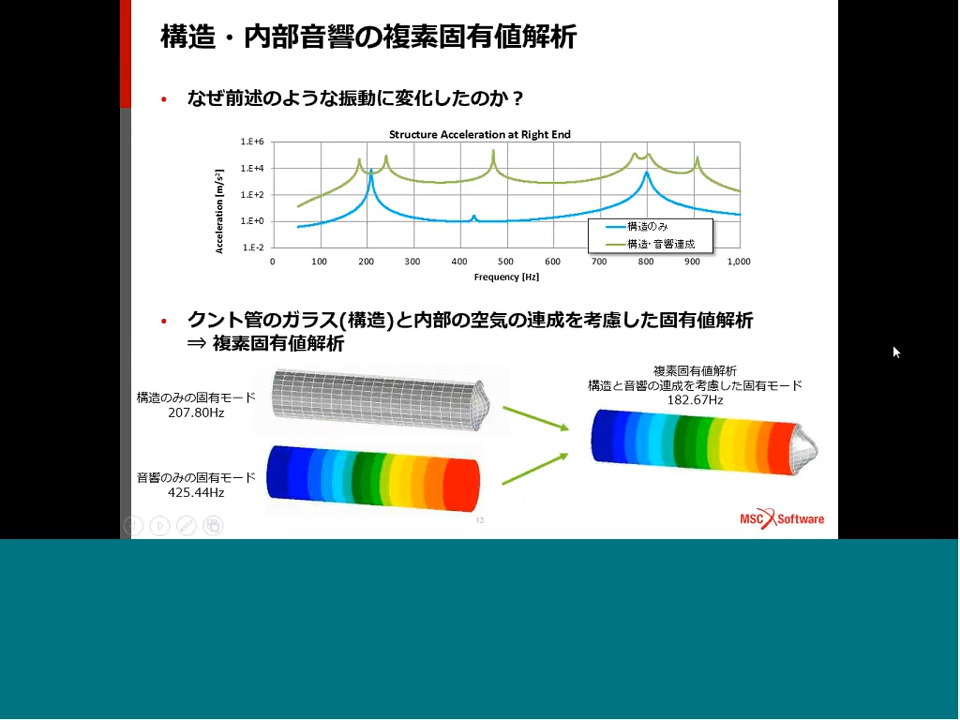 構造・内部音響の複素固有値解析
• なぜ前述のような振動に変化したのか？
Structure Acceleration at Right End
Acceleration [m/s²]
1.E+6
1.E+4
1.E+2
1.E+0
1.E-2
0 100 200 300 400 500 600 700 800 900 1,000
Frequency [Hz]
構造のみ
構造・音響連成
• クント管のガラス(構造)と内部の空気の連成を考慮した固有値解析
⇒ 複素固有値解析
構造のみの固有モード
207.80Hz
音響のみの固有モード
425.44Hz
複素固有値解析
構造と音響の連成を考慮した固有モード
182.67Hz
13
MSC Software